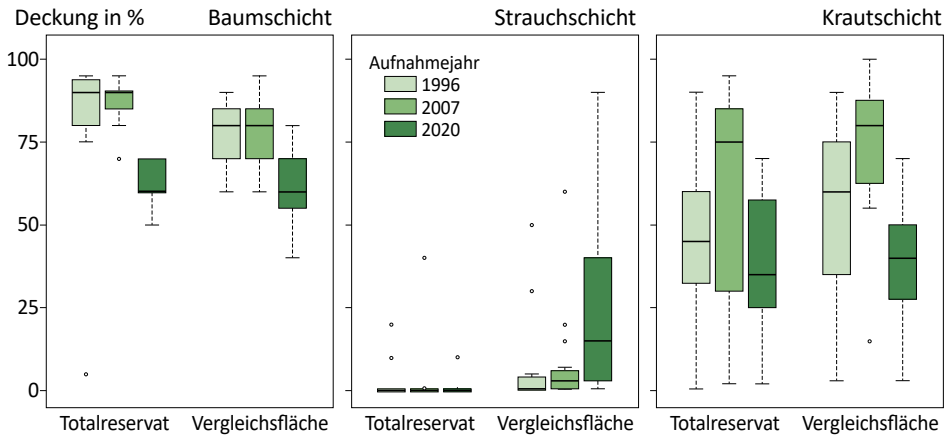 Deckung in % Baumschicht Strauchschicht Krautschicht
100
75
50
25
0
Aufnahmejahr
1996
2007
2020
Totalreservat Vergleichsfläche Totalreservat Vergleichsfläche Totalreservat Vergleichsfläche